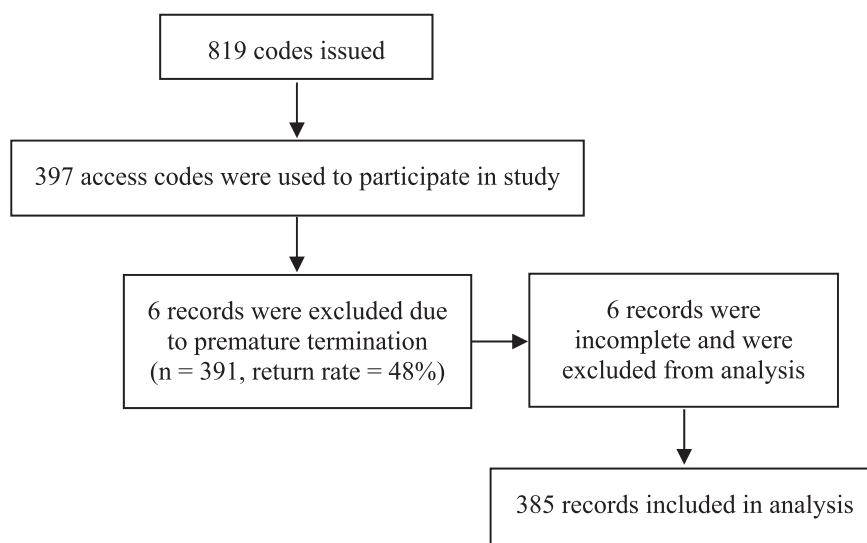 819 codes issued
397 access codes were used to participate in study
6 records were excluded due
to premature termination
(n = 391, return rate = 48%)
6 records were
incomplete and were
excluded from analysis
385 records included in analysis